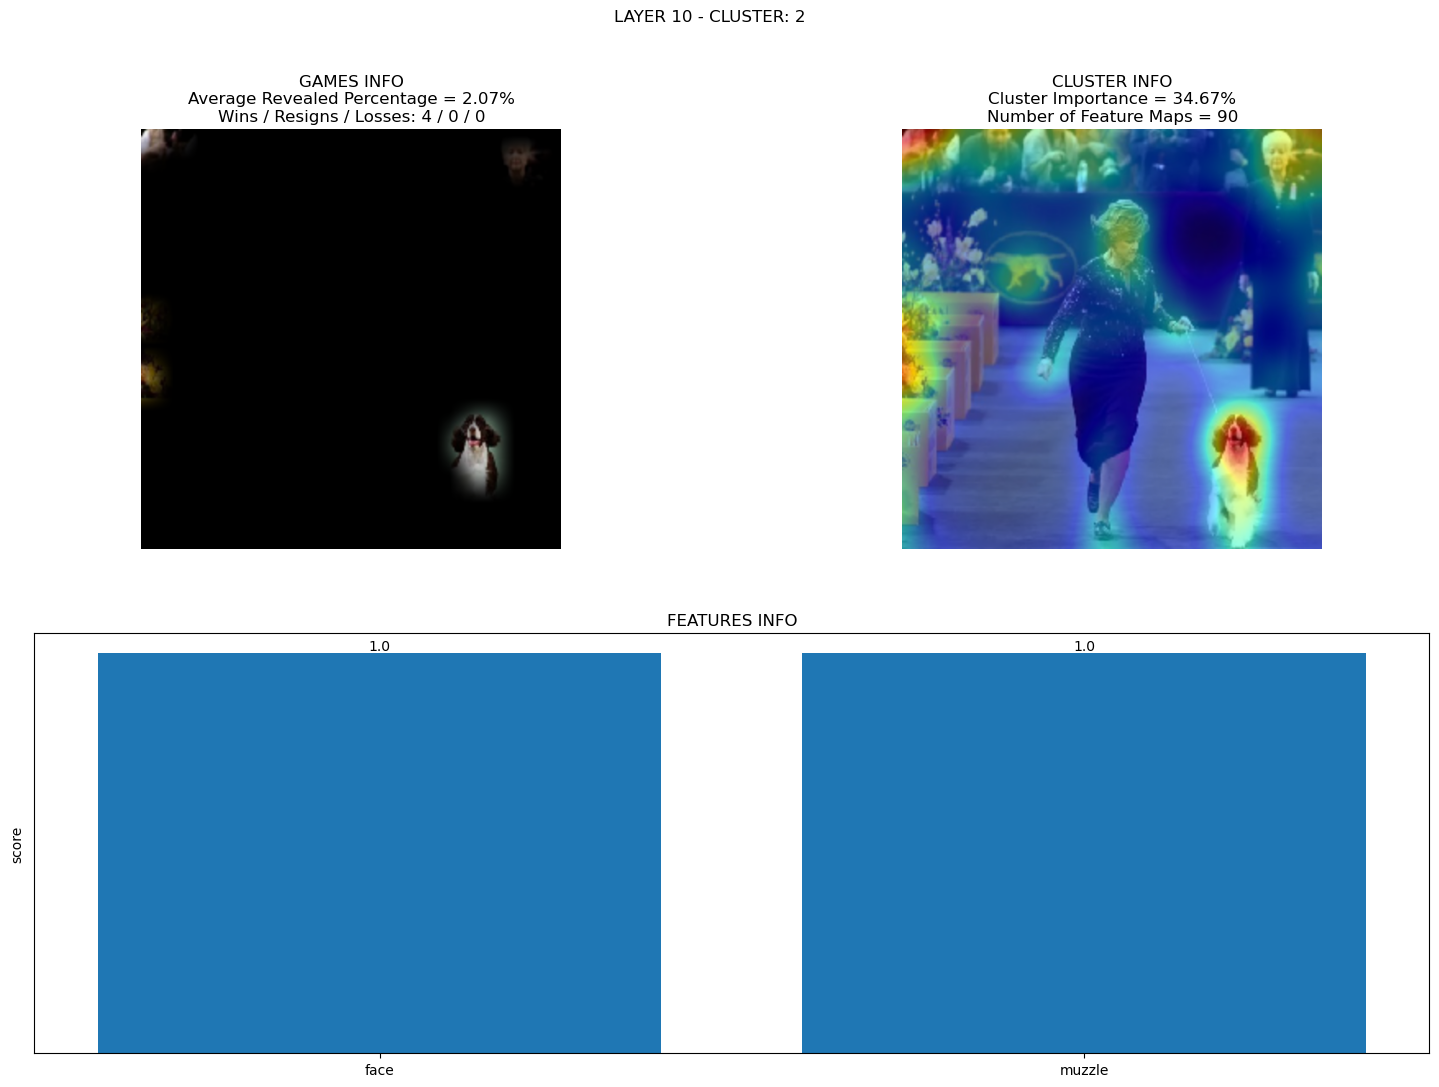 LAYER 10 - CLUSTER: 2
GAMES INFO
Average Revealed Percentage = 2.07%
Wins / Resigns / Losses: 4 / 0 / 0
CLUSTER INFO
Cluster Importance = 34.67%
Number of Feature Maps = 90
FEATURES INFO
1.0
1.0
score
face
muzzle